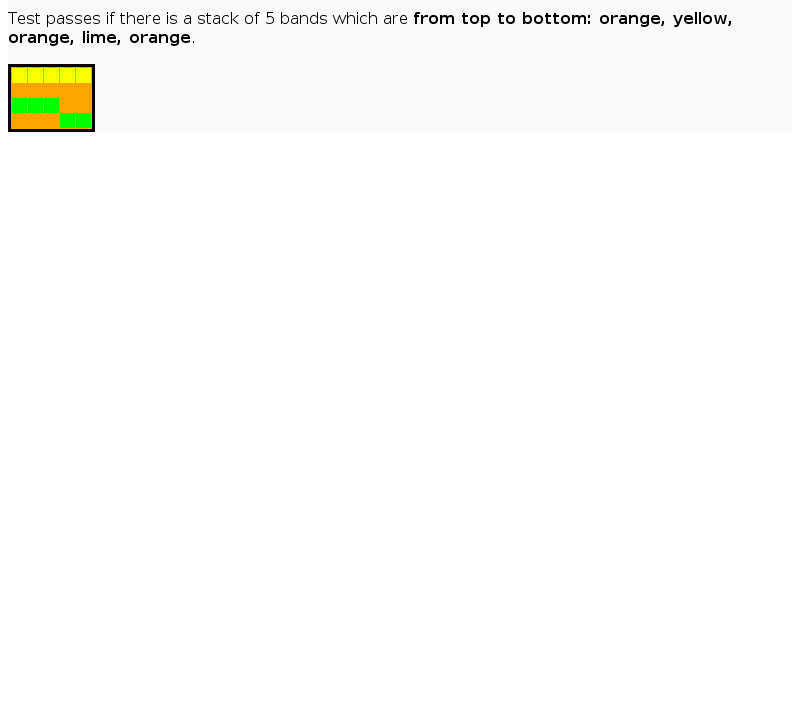 Test passes if there is a stack of 5 bands which are from top to bottom: orange, yellow,
orange, lime, orange.